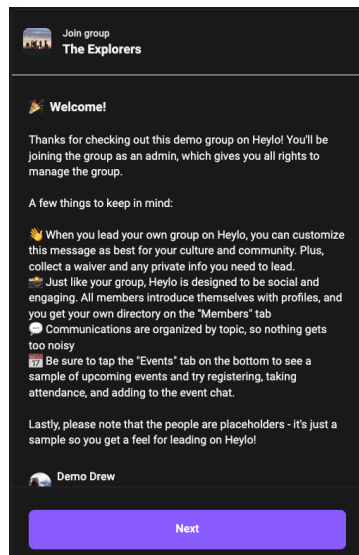 Join group
The Explorers
🎉 Welcome!
Thanks for checking out this demo group on Heylo! You'll be
joining the group as an admin, which gives you all rights to
manage the group.
A few things to keep in mind:
👋 When you lead your own group on Heylo, you can customize
this message as best for your culture and community. Plus,
collect a waiver and any private info you need to lead.
📸 Just like your group, Heylo is designed to be social and
engaging. All members introduce themselves with profiles, and
you get your own directory on the "Members" tab
💬 Communications are organized by topic, so nothing gets
too noisy
📅 Be sure to tap the "Events" tab on the bottom to see a
sample of upcoming events and try registering, taking
attendance, and adding to the event chat.
Lastly, please note that the people are placeholders - it's just a
sample so you get a feel for leading on Heylo!
Demo Drew
Next